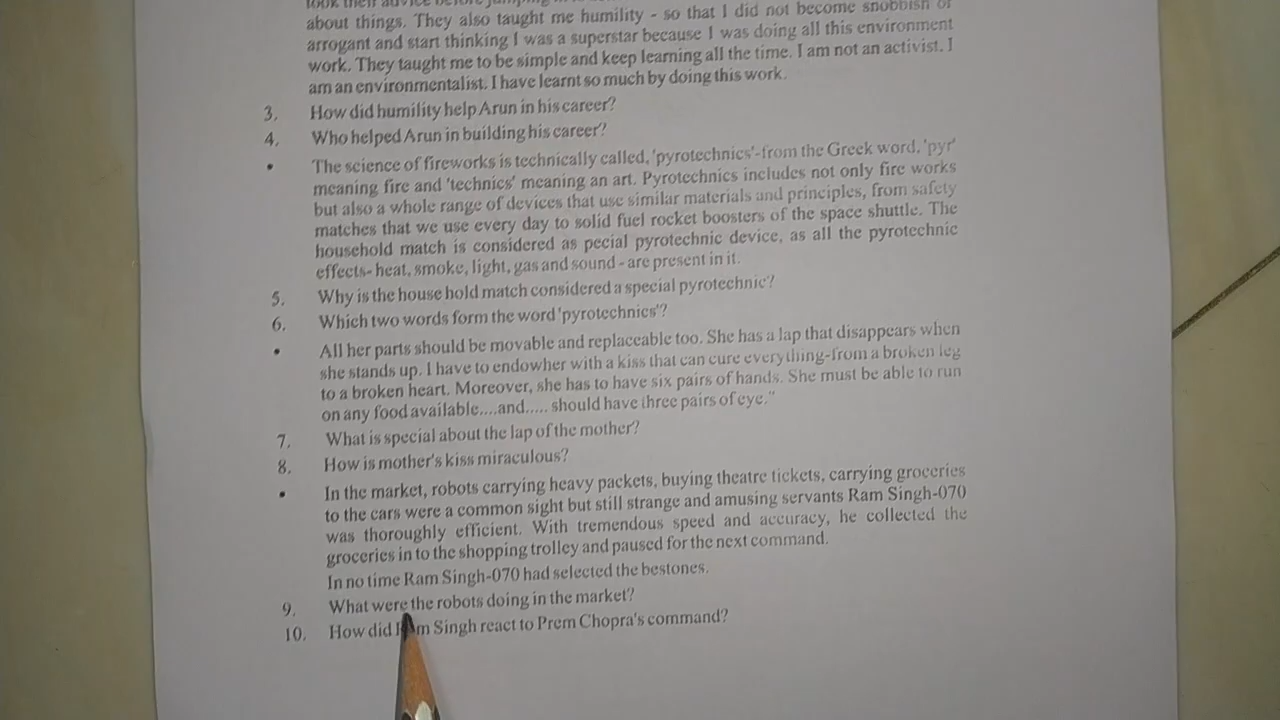 took their advice before jumping in
about things. They also taught me humility - so that I did not become snobbish or
arrogant and start thinking I was a superstar because I was doing all this environment
work. They taught me to be simple and keep learning all the time. I am not an activist. I
am an environmentalist. I have learnt so much by doing this work.
3. How did humility help Arun in his career?
4. Who helped Arun in building his career?
• The science of fireworks is technically called, 'pyrotechnics'-from the Greek word, 'pyr'
meaning fire and 'technics' meaning an art. Pyrotechnics includes not only fire works
but also a whole range of devices that use similar materials and principles, from safety
matches that we use every day to solid fuel rocket boosters of the space shuttle. The
household match is considered as pecial pyrotechnic device, as all the pyrotechnic
effects- heat, smoke, light, gas and sound - are present in it.
5. Why is the house hold match considered a special pyrotechnic?
6. Which two words form the word 'pyrotechnics'?
• All her parts should be movable and replaceable too. She has a lap that disappears when
she stands up. I have to endowher with a kiss that can cure everything-from a broken leg
to a broken heart. Moreover, she has to have six pairs of hands. She must be able to run
on any food available....and..... should have three pairs of eye."
7. What is special about the lap of the mother?
8. How is mother's kiss miraculous?
• In the market, robots carrying heavy packets, buying theatre tickets, carrying groceries
to the cars were a common sight but still strange and amusing servants Ram Singh-070
was thoroughly efficient. With tremendous speed and accuracy, he collected the
groceries in to the shopping trolley and paused for the next command.
In no time Ram Singh-070 had selected the bestones.
9. What were the robots doing in the market?
10. How did Ram Singh react to Prem Chopra's command?